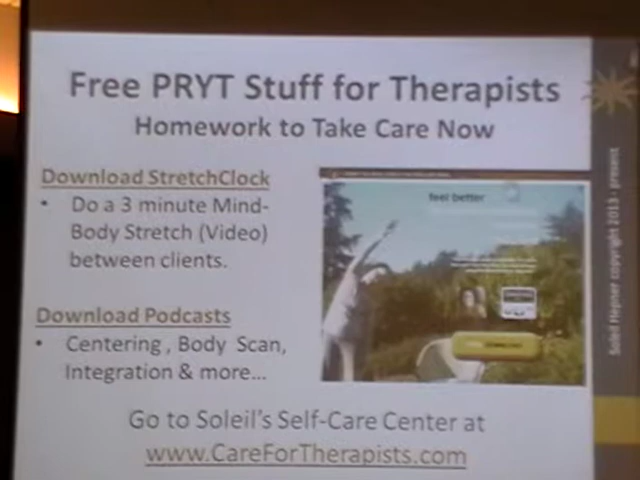 Free PRYT Stuff for Therapists
Homework to Take Care Now
Download StretchClock
• Do a 3 minute Mind-
Body Stretch (Video)
between clients.
Download Podcasts
• Centering , Body Scan,
Integration & more...
feel better
Go to Soleil's Self-Care Center at
www.CareForTherapists.com
Soleil Hepner copyright 2013 - present